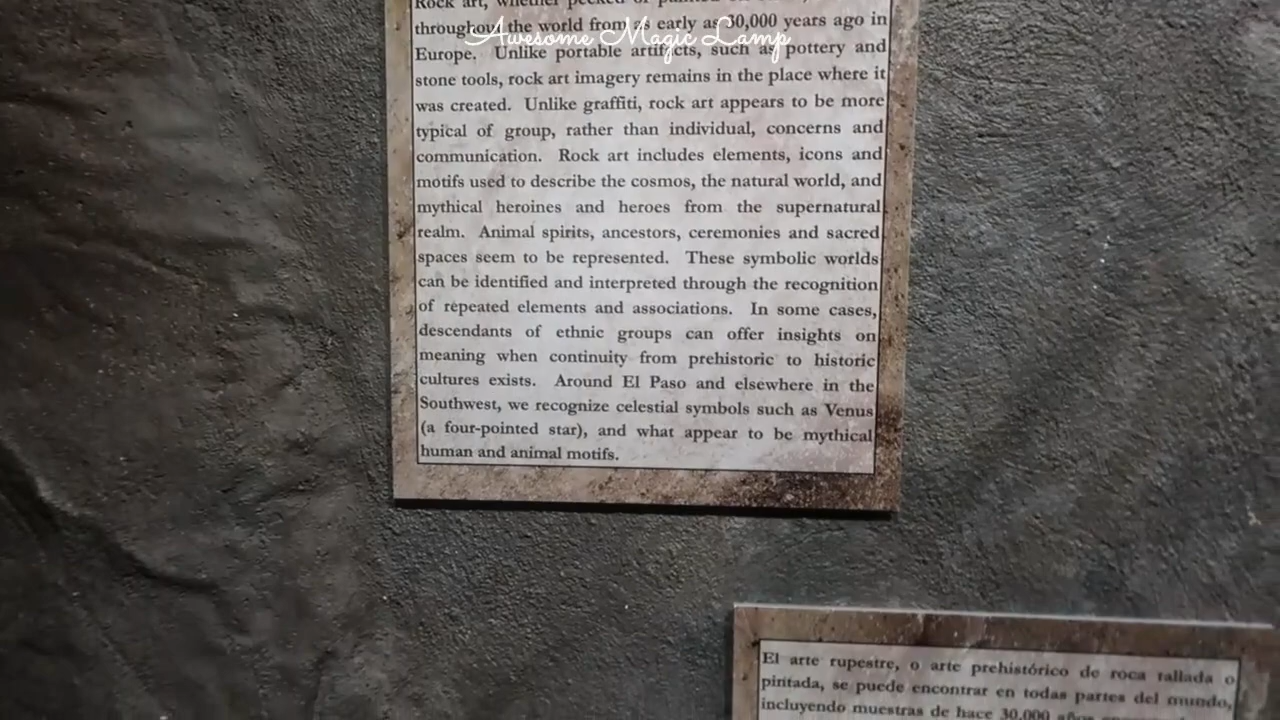 Rock art, whether pecked or painted
throughout the world from as early as 30,000 years ago in
Awesome Magic Lamp
Europe. Unlike portable artifacts, such as pottery and
stone tools, rock art imagery remains in the place where it
was created. Unlike graffiti, rock art appears to be more
typical of group, rather than individual, concerns and
communication. Rock art includes elements, icons and
motifs used to describe the cosmos, the natural world, and
mythical heroines and heroes from the supernatural
realm. Animal spirits, ancestors, ceremonies and sacred
spaces seem to be represented. These symbolic worlds
can be identified and interpreted through the recognition
of repeated elements and associations. In some cases,
descendants of ethnic groups can offer insights on
meaning when continuity from prehistoric to historic
cultures exists. Around El Paso and elsewhere in the
Southwest, we recognize celestial symbols such as Venus
(a four-pointed star), and what appear to be mythical
human and animal motifs.
El arte rupestre, o arte prehistórico de roca tallada o
pintada, se puede encontrar en todas partes del mundo,
incluyendo muestras de hace 30,000 años